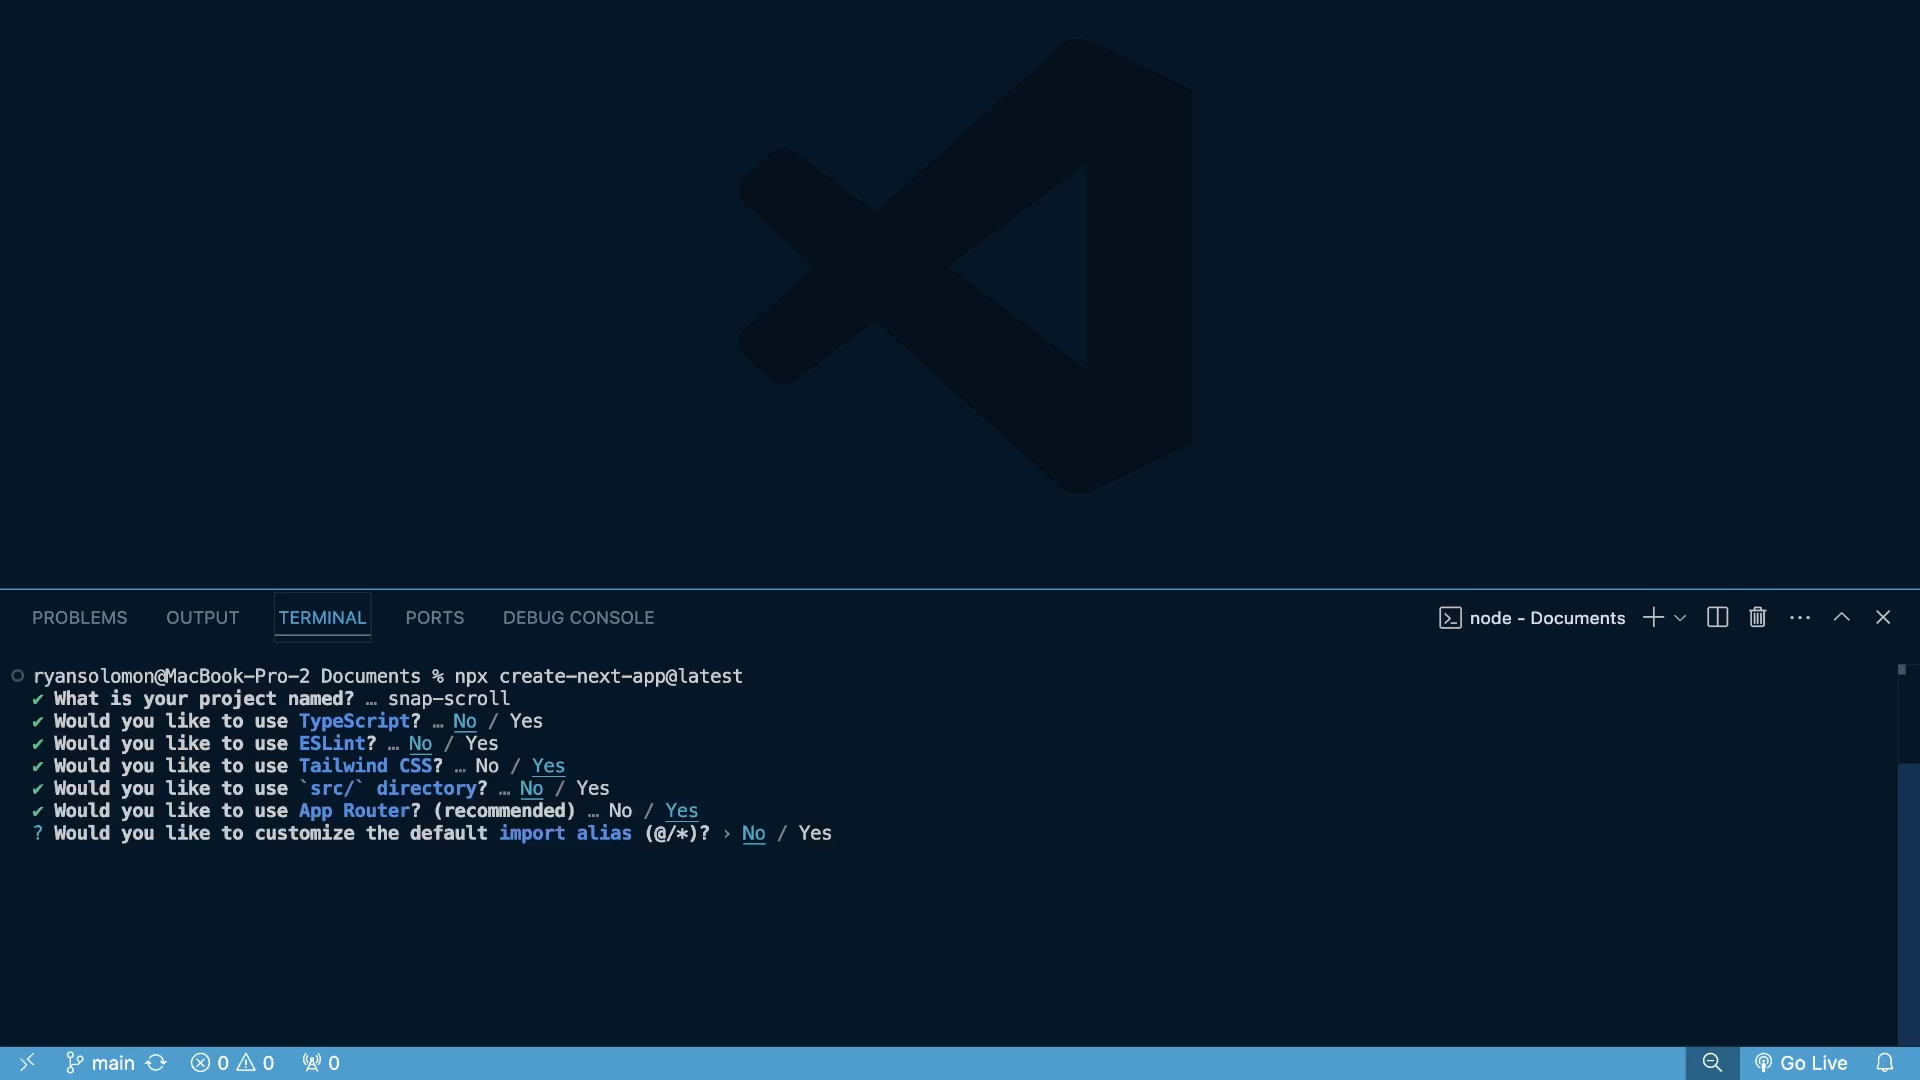 PROBLEMS OUTPUT TERMINAL PORTS DEBUG CONSOLE node - Documents
ryansolomon@MacBook-Pro-2 Documents % npx create-next-app@latest
✔ What is your project named? … snap-scroll
✔ Would you like to use TypeScript? … No / Yes
✔ Would you like to use ESLint? … No / Yes
✔ Would you like to use Tailwind CSS? … No / Yes
✔ Would you like to use `src/` directory? … No / Yes
✔ Would you like to use App Router? (recommended) … No / Yes
? Would you like to customize the default import alias (@/*)? › No / Yes
main 0 0 0 Go Live